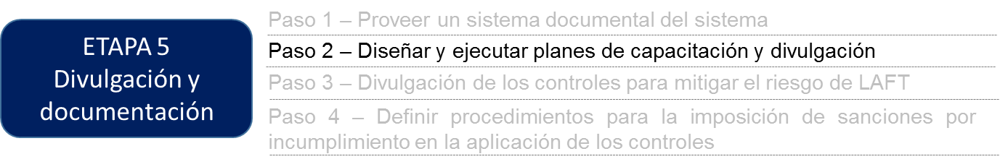 ETAPA 5
Divulgación y
documentación
Paso 1 – Proveer un sistema documental del sistema
Paso 2 – Diseñar y ejecutar planes de capacitación y divulgación
Paso 3 – Divulgación de los controles para mitigar el riesgo de LAFT
Paso 4 – Definir procedimientos para la imposición de sanciones por
incumplimiento en la aplicación de los controles